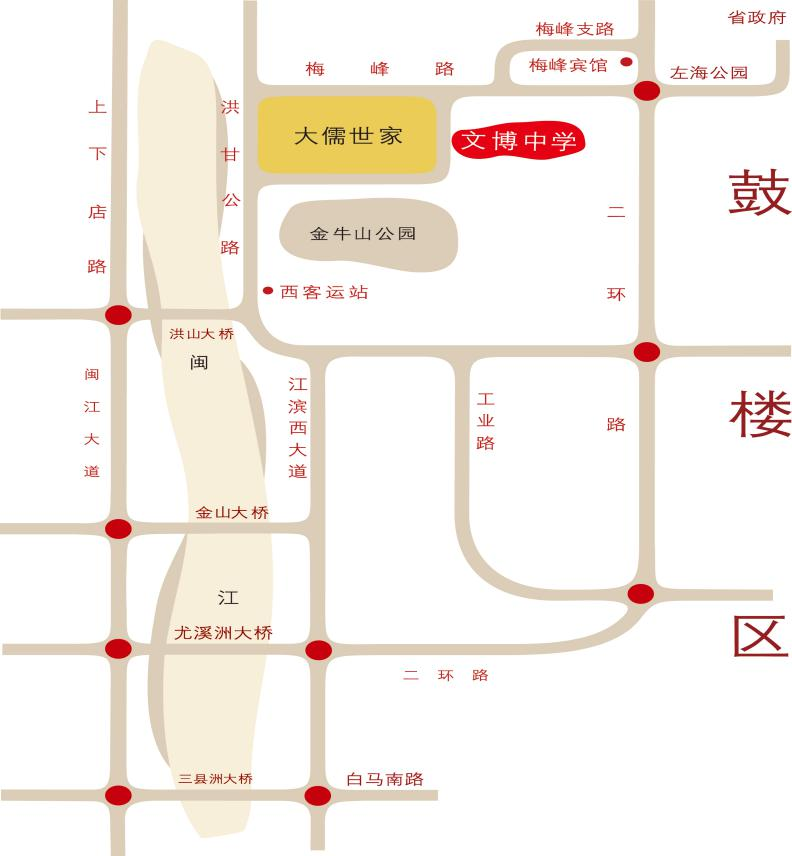 省政府
梅峰支路
梅峰路
梅峰宾馆
左海公园
上下店路
洪甘公路
大儒世家
文博中学
鼓楼区
金牛山公园
二环路
西客运站
洪山大桥
闽江
闽江大道
江滨西大道
工业路
金山大桥
尤溪洲大桥
二环路
三县洲大桥
白马南路